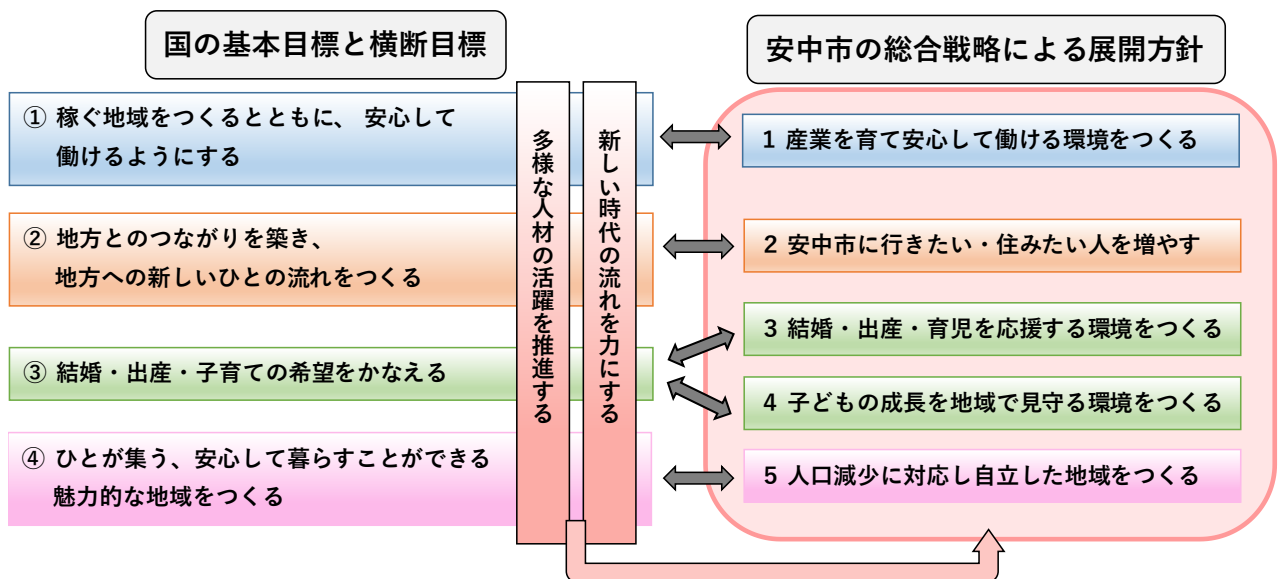 国の基本目標と横断目標
① 稼ぐ地域をつくるとともに、 安心して
働けるようにする
② 地方とのつながりを築き、
地方への新しいひとの流れをつくる
③ 結婚・出産・子育ての希望をかなえる
④ ひとが集う、安心して暮らすことができる
魅力的な地域をつくる
多様な人材の活躍を推進する
新しい時代の流れを力にする
安中市の総合戦略による展開方針
1 産業を育て安心して働ける環境をつくる
2 安中市に行きたい・住みたい人を増やす
3 結婚・出産・育児を応援する環境をつくる
4 子どもの成長を地域で見守る環境をつくる
5 人口減少に対応し自立した地域をつくる